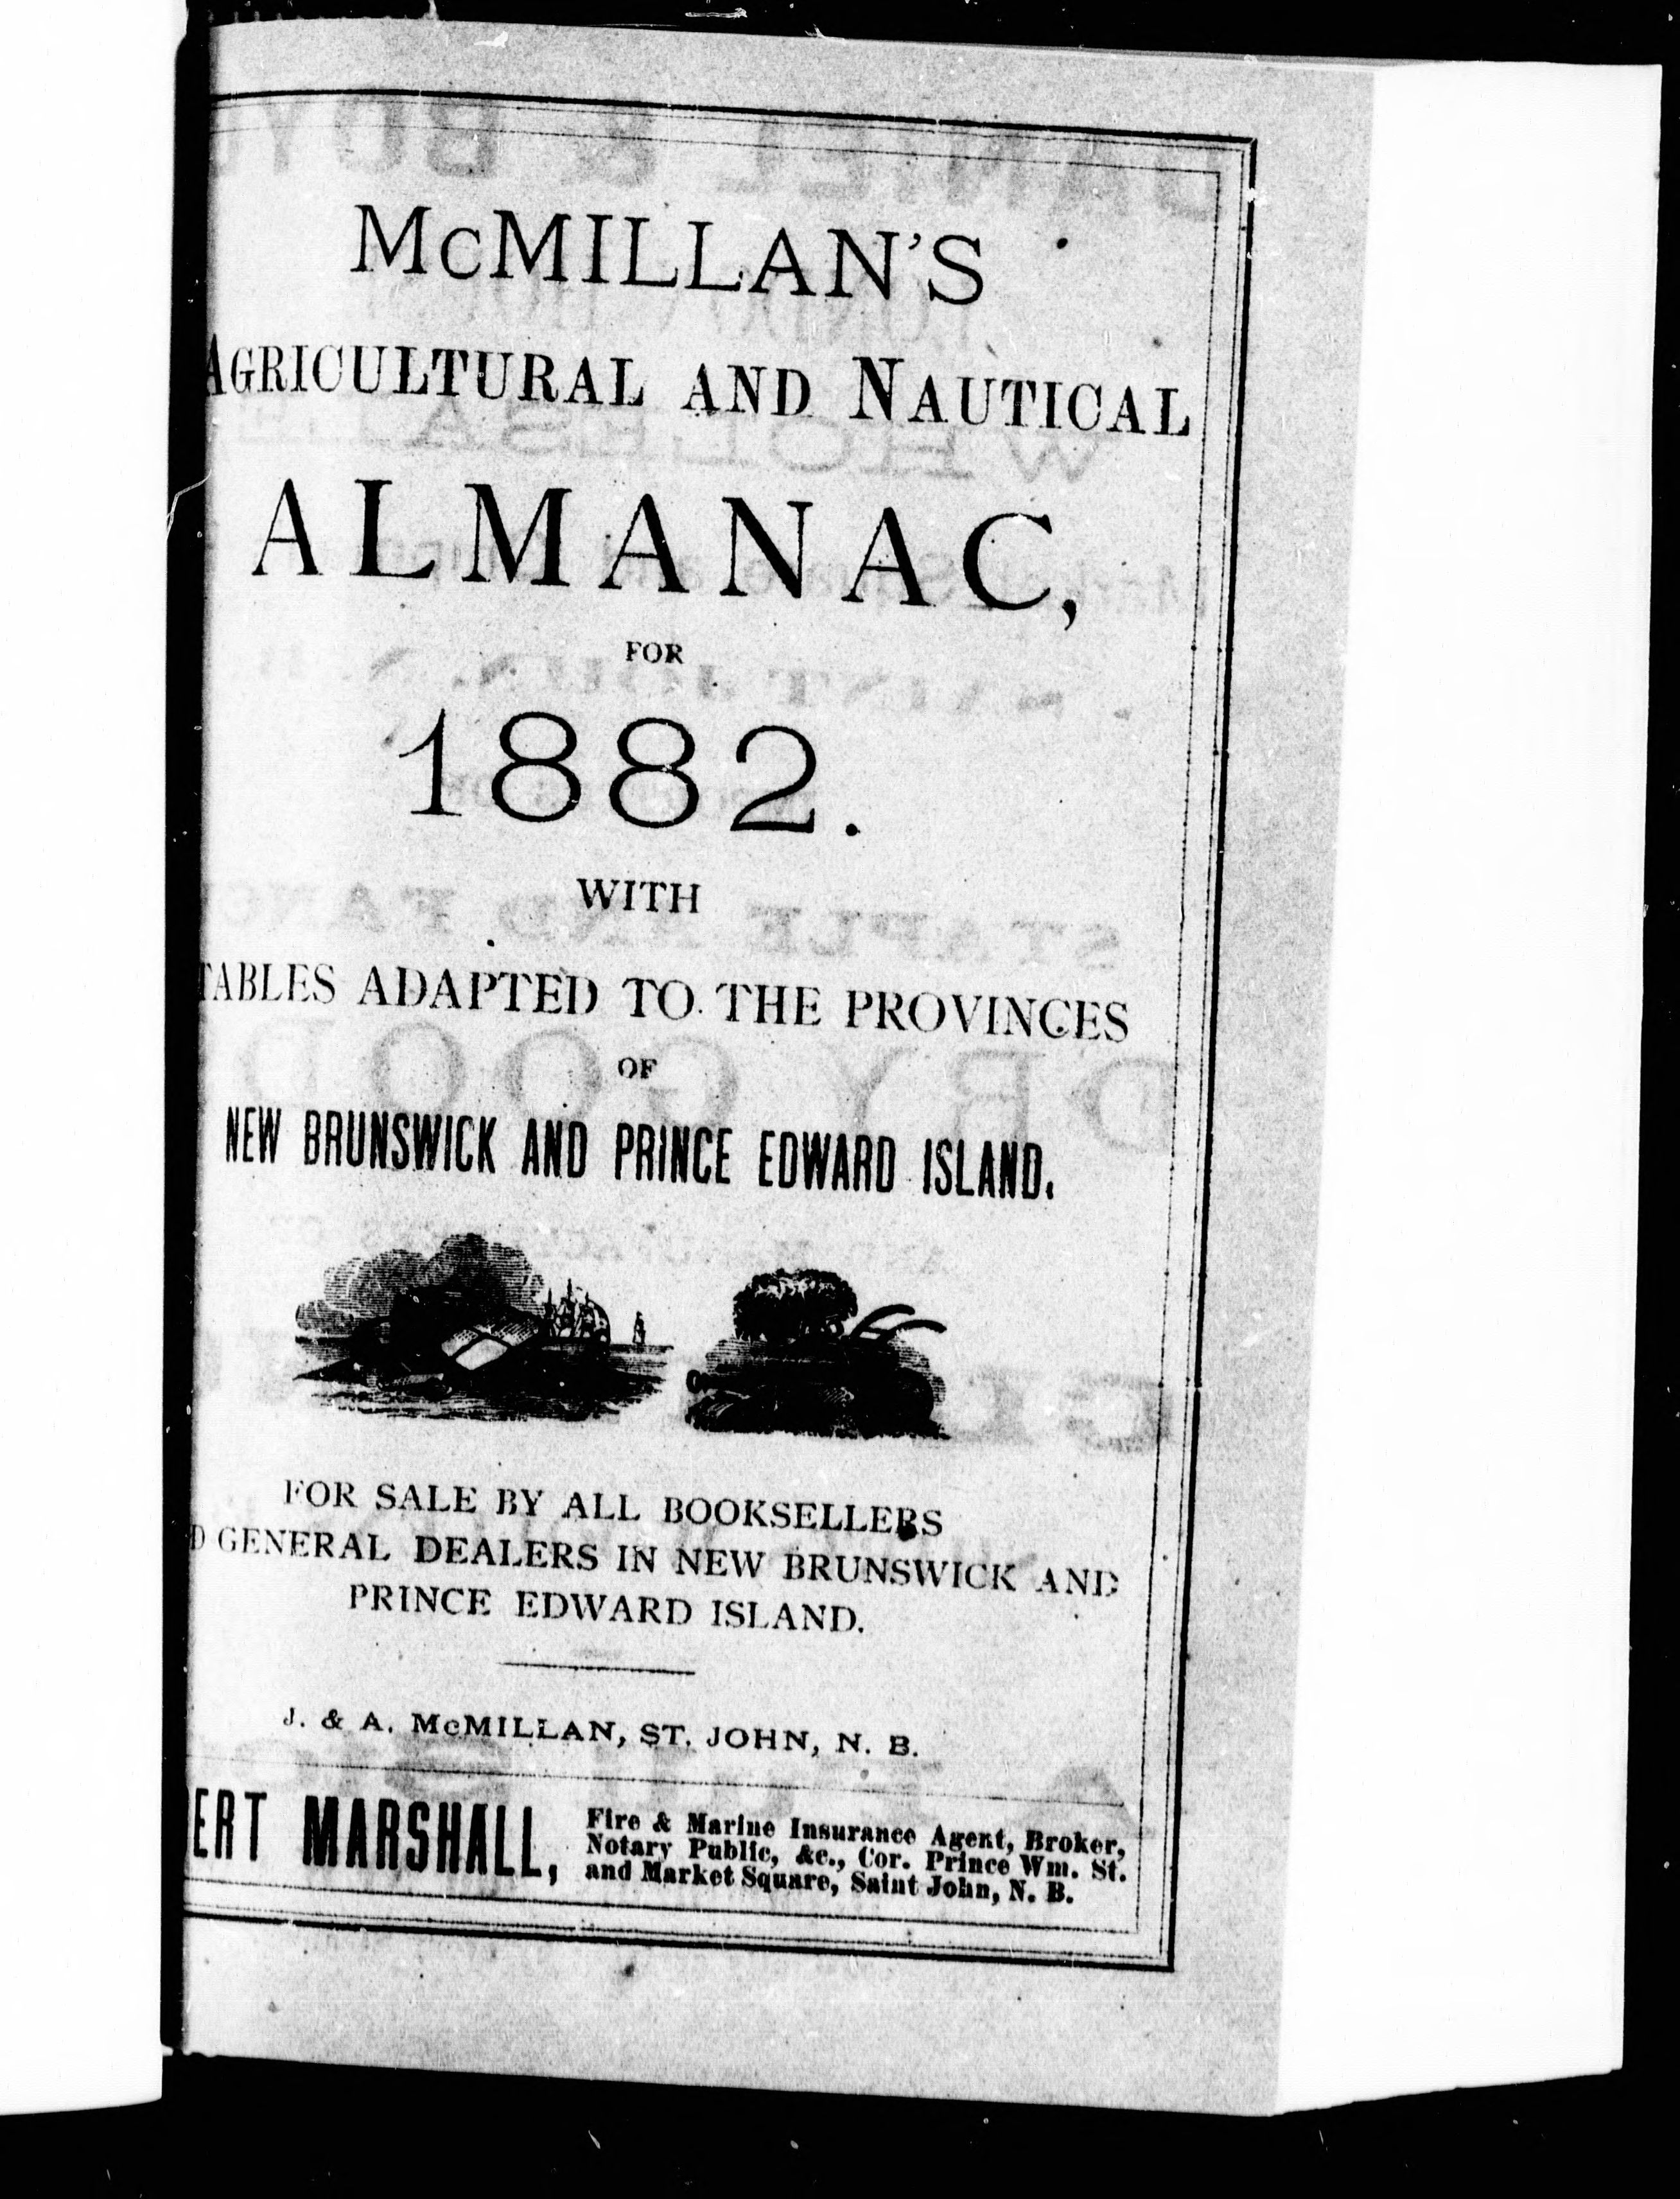 McMILLAN'S
AGRICULTURAL AND NAUTICAL
ALMANAC,
FOR
1882.
WITH
TABLES ADAPTED TO THE PROVINCES
OF
NEW BRUNSWICK AND PRINCE EDWARD ISLAND.
FOR SALE BY ALL BOOKSELLERS
D GENERAL DEALERS IN NEW BRUNSWICK AND
PRINCE EDWARD ISLAND.
J. & A. McMILLAN, ST. JOHN, N. B.
ERT MARSHALL,
Fire & Marine Insurance Agent, Broker,
Notary Public, &c., Cor. Prince Wm. St.
and Market Square, Saint John, N. B.